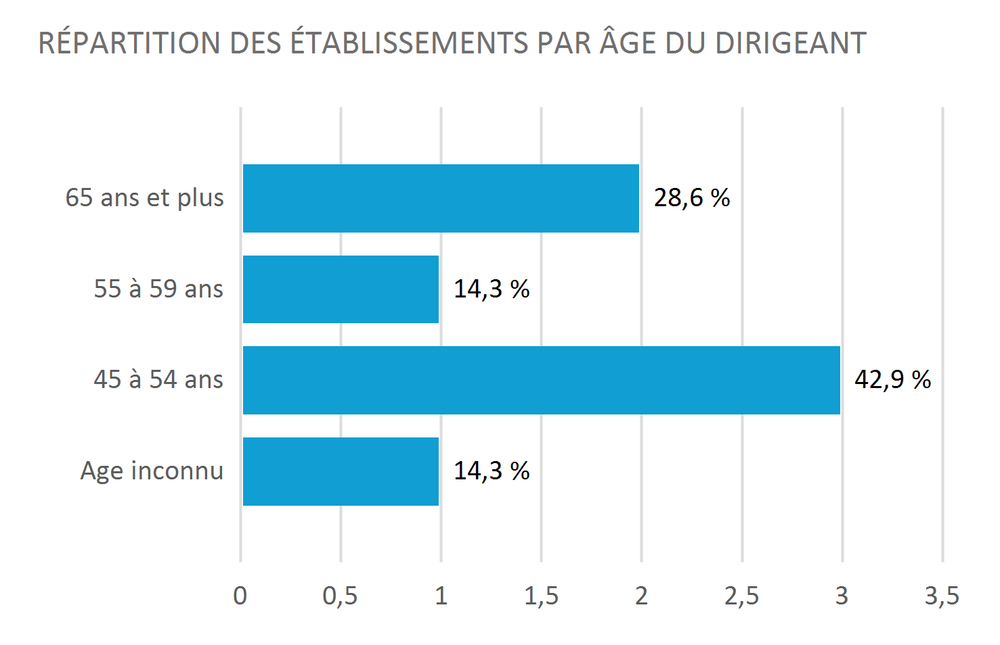 RÉPARTITION DES ÉTABLISSEMENTS PAR ÂGE DU DIRIGEANT
65 ans et plus 28,6 %
55 à 59 ans 14,3 %
45 à 54 ans 42,9 %
Age inconnu 14,3 %
0 0,5 1 1,5 2 2,5 3 3,5